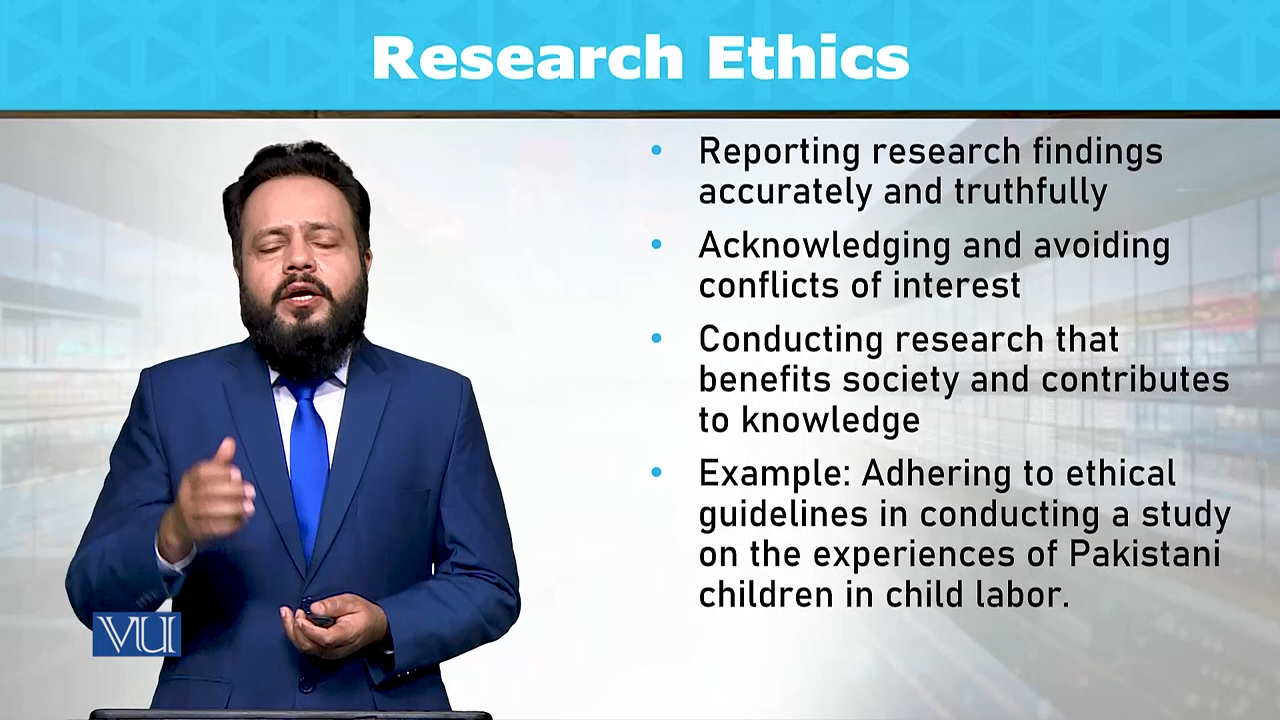 Research Ethics
• Reporting research findings
accurately and truthfully
• Acknowledging and avoiding
conflicts of interest
• Conducting research that
benefits society and contributes
to knowledge
• Example: Adhering to ethical
guidelines in conducting a study
on the experiences of Pakistani
children in child labor.
VU